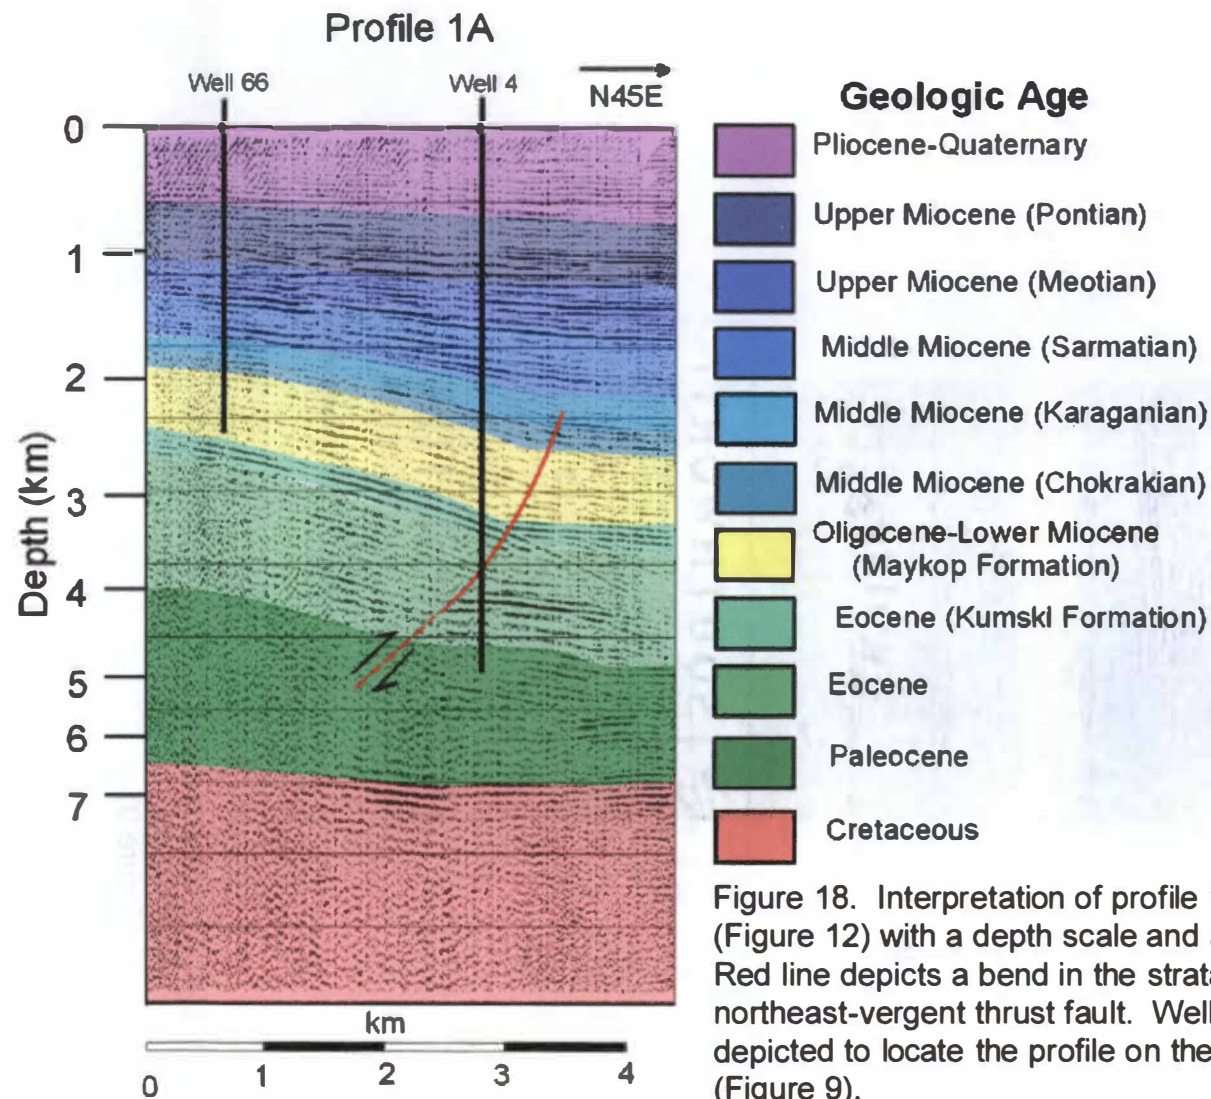 Profile 1A
Well 66
Well 4
N45E
0
1
2
3
4
5
6
7
Depth (km)
km
0 1 2 3 4
Geologic Age
Pliocene-Quaternary
Upper Miocene (Pontian)
Upper Miocene (Meotian)
Middle Miocene (Sarmatian)
Middle Miocene (Karaganian)
Middle Miocene (Chokrakian)
Oligocene-Lower Miocene
(Maykop Formation)
Eocene (Kumski Formation)
Eocene
Paleocene
Cretaceous
Figure 18. Interpretation of profile
(Figure 12) with a depth scale and
Red line depicts a bend in the strata
northeast-vergent thrust fault. Well
depicted to locate the profile on the
(Figure 9).